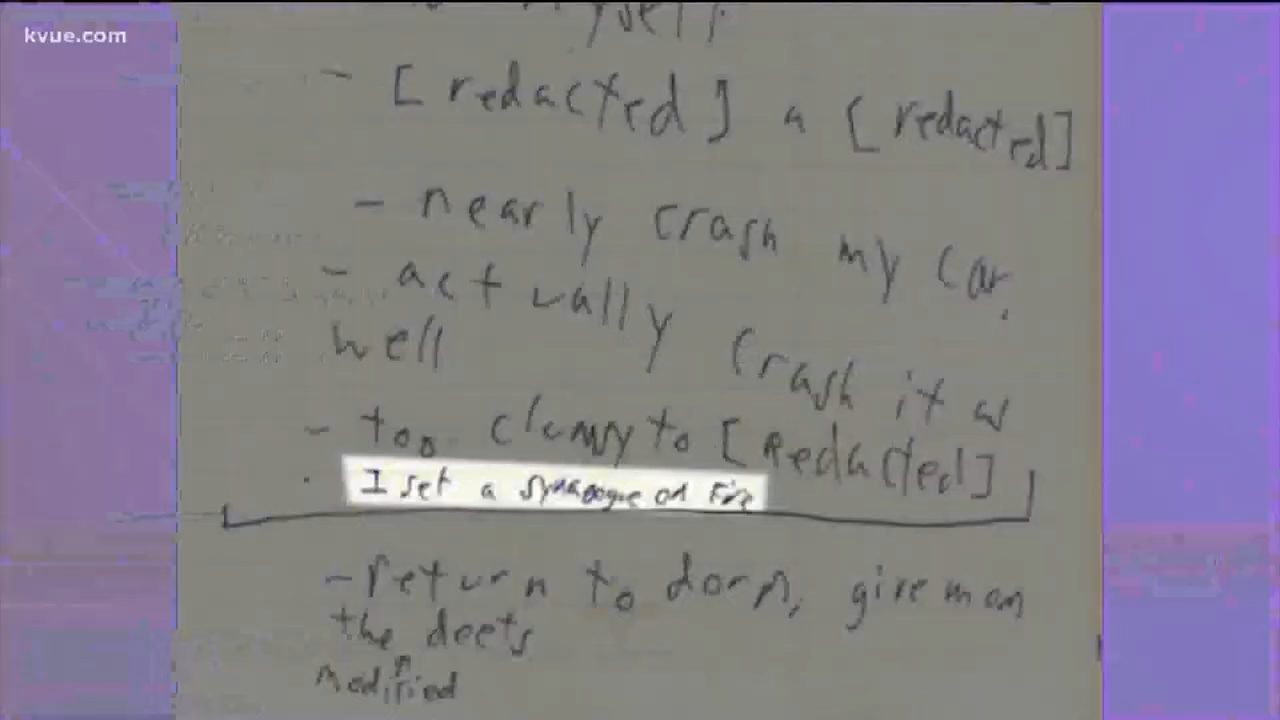 kvue.com
myself.
- [redacted] a [redacted]
- nearly crash my car.
- actually crash it as
well
- too clumsy to [Redacted]
I set a synagogue on fire
- return to dorm, give mom
the deets
modified